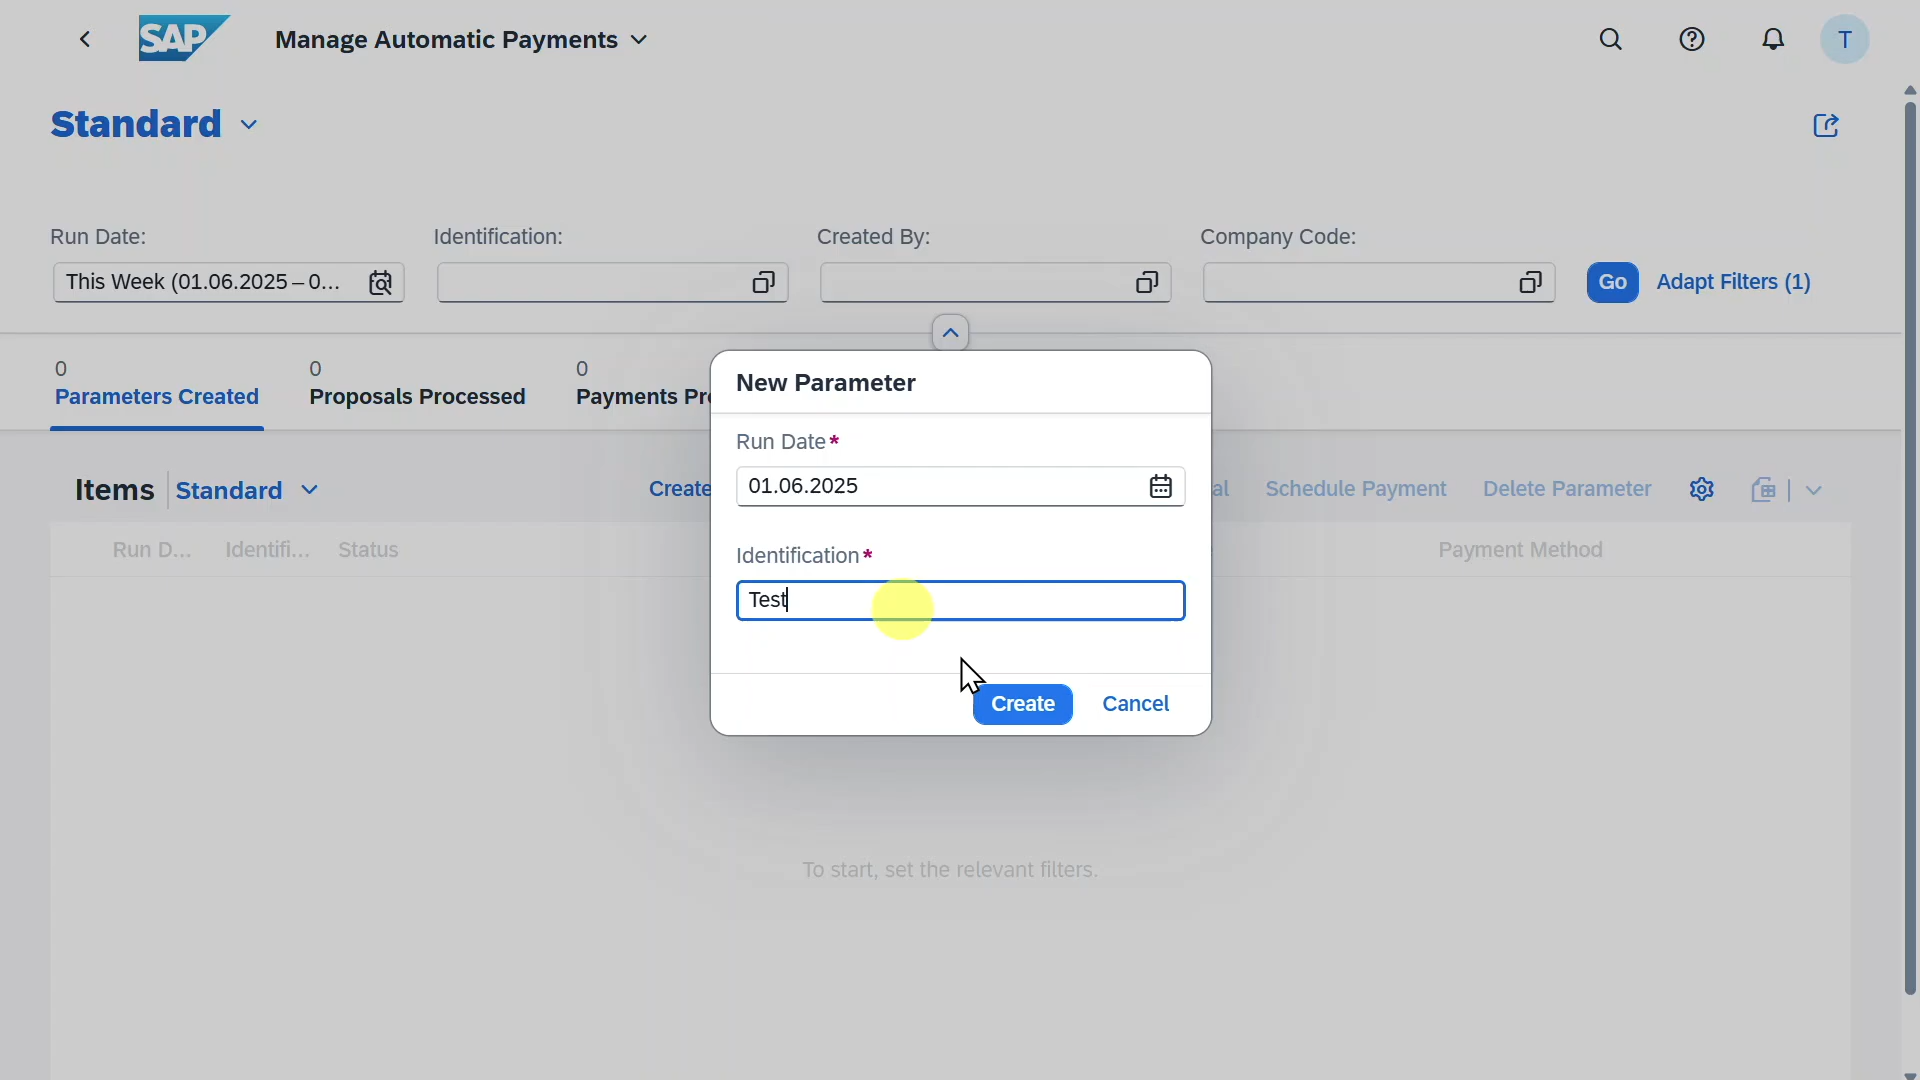 SAP Manage Automatic Payments T
Standard
Run Date: Identification: Created By: Company Code:
This Week (01.06.2025 – 0... Go Adapt Filters (1)
0 0 0
Parameters Created Proposals Processed Payments Pr
New Parameter
Run Date*
01.06.2025
Identification*
Test
Create Cancel
Items Standard Create al Schedule Payment Delete Parameter
Run D... Identifi... Status Payment Method
To start, set the relevant filters.